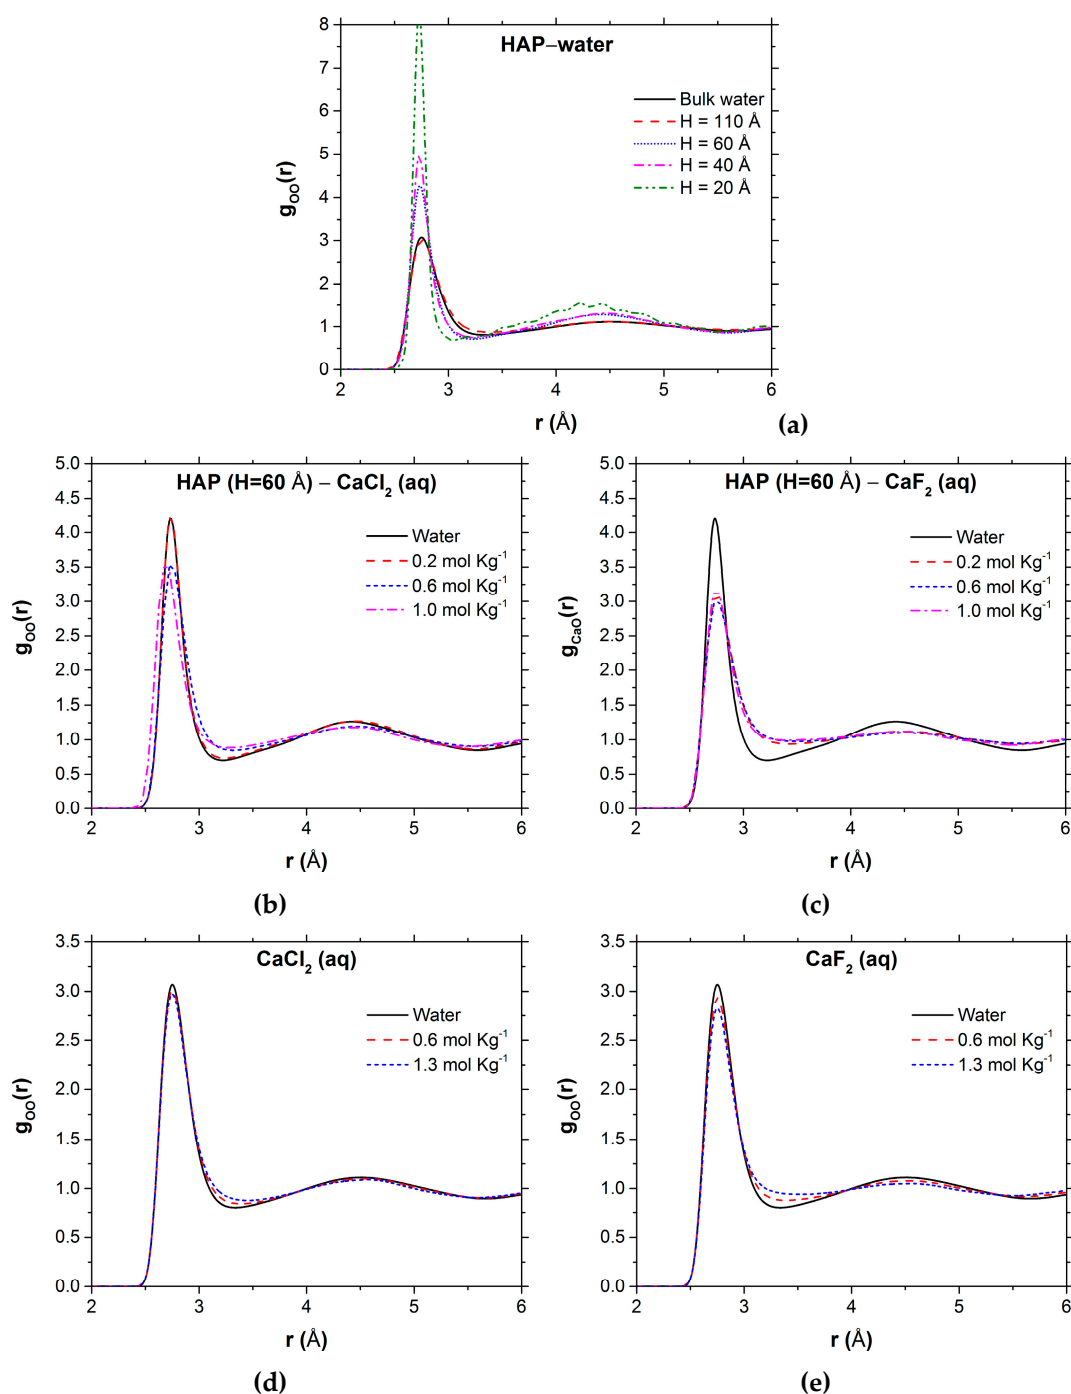 HAP−water
Bulk water
H = 110 Å
H = 60 Å
H = 40 Å
H = 20 Å
8
7
6
5
4
3
2
1
0
g_OO(r)
2 3 4 5 6
r (Å)
(a)
HAP (H=60 Å) − CaCl₂ (aq)
Water
0.2 mol Kg⁻¹
0.6 mol Kg⁻¹
1.0 mol Kg⁻¹
5.0
4.5
4.0
3.5
3.0
2.5
2.0
1.5
1.0
0.5
0.0
g_OO(r)
2 3 4 5 6
r (Å)
(b)
HAP (H=60 Å) − CaF₂ (aq)
Water
0.2 mol Kg⁻¹
0.6 mol Kg⁻¹
1.0 mol Kg⁻¹
5.0
4.5
4.0
3.5
3.0
2.5
2.0
1.5
1.0
0.5
0.0
g_CaO(r)
2 3 4 5 6
r (Å)
(c)
CaCl₂ (aq)
Water
0.6 mol Kg⁻¹
1.3 mol Kg⁻¹
3.5
3.0
2.5
2.0
1.5
1.0
0.5
0.0
g_OO(r)
2 3 4 5 6
r (Å)
(d)
CaF₂ (aq)
Water
0.6 mol Kg⁻¹
1.3 mol Kg⁻¹
3.5
3.0
2.5
2.0
1.5
1.0
0.5
0.0
g_OO(r)
2 3 4 5 6
r (Å)
(e)